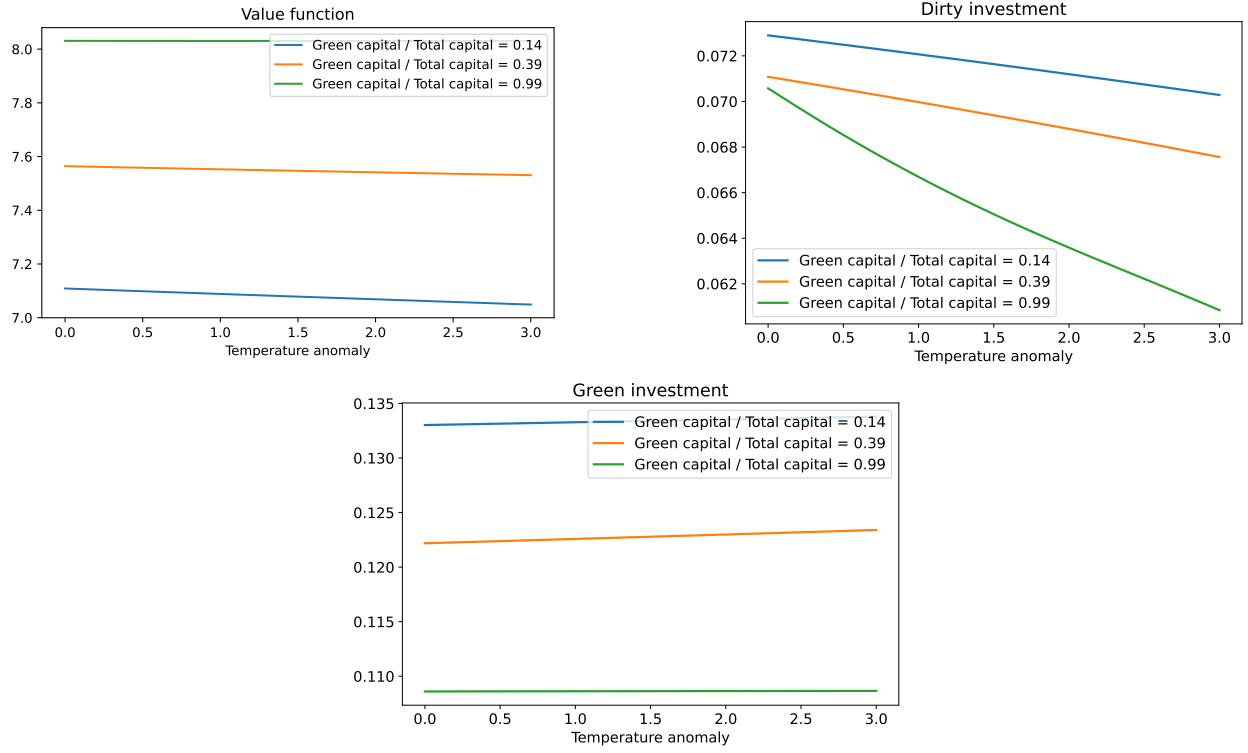 Value function
8.0
7.8
7.6
7.4
7.2
7.0
Green capital / Total capital = 0.14
Green capital / Total capital = 0.39
Green capital / Total capital = 0.99
0.0 0.5 1.0 1.5 2.0 2.5 3.0
Temperature anomaly
Dirty investment
0.072
0.070
0.068
0.066
0.064
0.062
Green capital / Total capital = 0.14
Green capital / Total capital = 0.39
Green capital / Total capital = 0.99
0.0 0.5 1.0 1.5 2.0 2.5 3.0
Temperature anomaly
Green investment
0.135
0.130
0.125
0.120
0.115
0.110
Green capital / Total capital = 0.14
Green capital / Total capital = 0.39
Green capital / Total capital = 0.99
0.0 0.5 1.0 1.5 2.0 2.5 3.0
Temperature anomaly